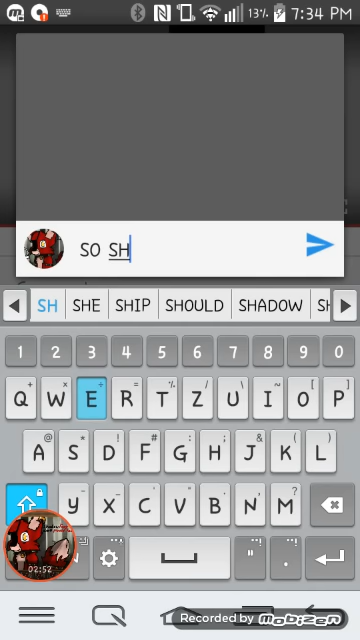 13% 7:34 PM
SO SH
SH SHE SHIP SHOULD SHADOW SH
1 2 3 4 5 6 7 8 9 0
Q W E R T Z U I O P
A S D F G H J K L
Y X C V B N M
02:52
Recorded by MOBIZEN